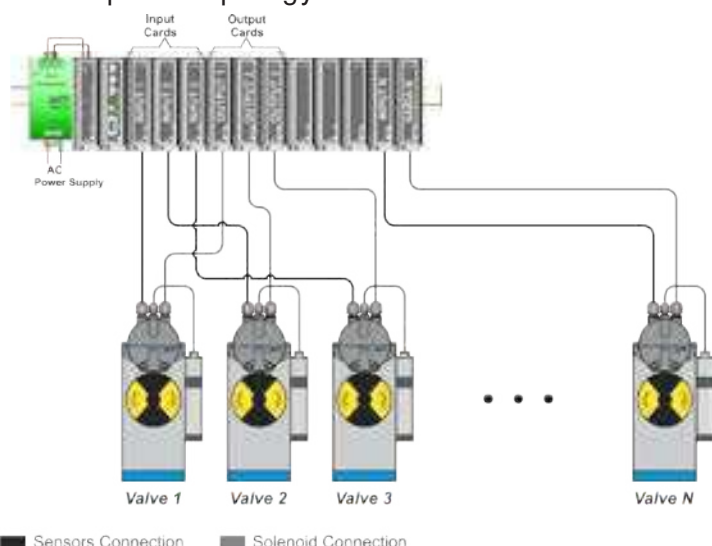 Input
Cards
Output
Cards
AC
Power Supply
Valve 1
Valve 2
Valve 3
Valve N
Sensors Connection
Solenoid Connection